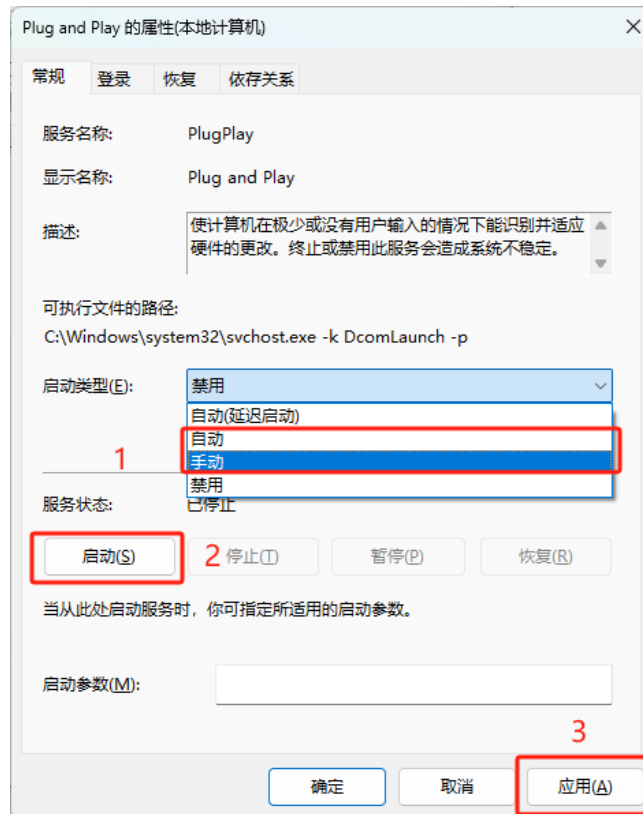 Plug and Play 的属性(本地计算机)
常规 登录 恢复 依存关系
服务名称: PlugPlay
显示名称: Plug and Play
描述: 使计算机在极少或没有用户输入的情况下能识别并适应
硬件的更改。终止或禁用此服务会造成系统不稳定。
可执行文件的路径:
C:\Windows\system32\svchost.exe -k DcomLaunch -p
启动类型(E): 禁用
自动(延迟启动)
自动
1 手动
禁用
服务状态: 已停止
启动(S) 2 停止(T) 暂停(P) 恢复(R)
当从此处启动服务时，你可指定所适用的启动参数。
启动参数(M):
3
确定 取消 应用(A)